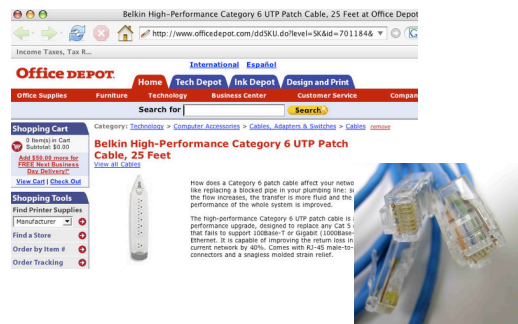 Belkin High-Performance Category 6 UTP Patch Cable, 25 Feet at Office Depot
http://www.officedepot.com/ddSKU.do?level=SK&id=701184&
Income Taxes, Tax R...
International Español
Office DEPOT.
Home Tech Depot Ink Depot Design and Print
Office Supplies Furniture Technology Business Center Customer Service
Search for Search
Shopping Cart
0 Item(s) in Cart
Subtotal: $0.00
Add $50.00 more for
FREE Next Business
Day Delivery!*
View Cart | Check Out
Shopping Tools
Find Printer Supplies
Manufacturer
Find a Store
Order by Item #
Order Tracking
Category: Technology > Computer Accessories > Cables, Adapters & Switches > Cables remove
Belkin High-Performance Category 6 UTP Patch
Cable, 25 Feet
View all Cables
How does a Category 6 patch cable affect your
like replacing a blocked pipe in your plumbing line:
the flow increases, the transfer is more fluid and the
performance of the whole system is improved.
The high-performance Category 6 UTP patch cable is
performance upgrade, designed to replace any Cat 5
that fails to support 100Base-T or Gigabit (1000Base-
Ethernet. It is capable of improving the return loss in
current network by 40%. Comes with RJ45 male-to-
connectors and a snagless molded strain relief.